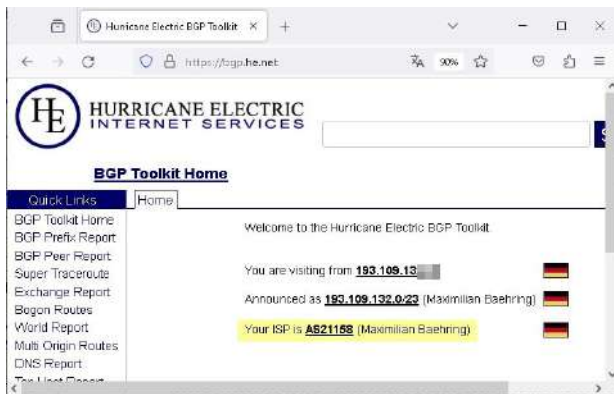 Hurricane Electric BGP Toolkit
https://bgp.he.net
90%
HE
HURRICANE ELECTRIC
INTERNET SERVICES
BGP Toolkit Home
Quick Links
Home
BGP Toolkit Home
BGP Prefix Report
BGP Peer Report
Super Traceroute
Exchange Report
Bogon Routes
World Report
Multi Origin Routes
DNS Report
Welcome to the Hurricane Electric BGP Toolkit.
You are visiting from 193.109.13
Announced as 193.109.132.0/23 (Maximilian Baehring)
Your ISP is AS21158 (Maximilian Baehring)